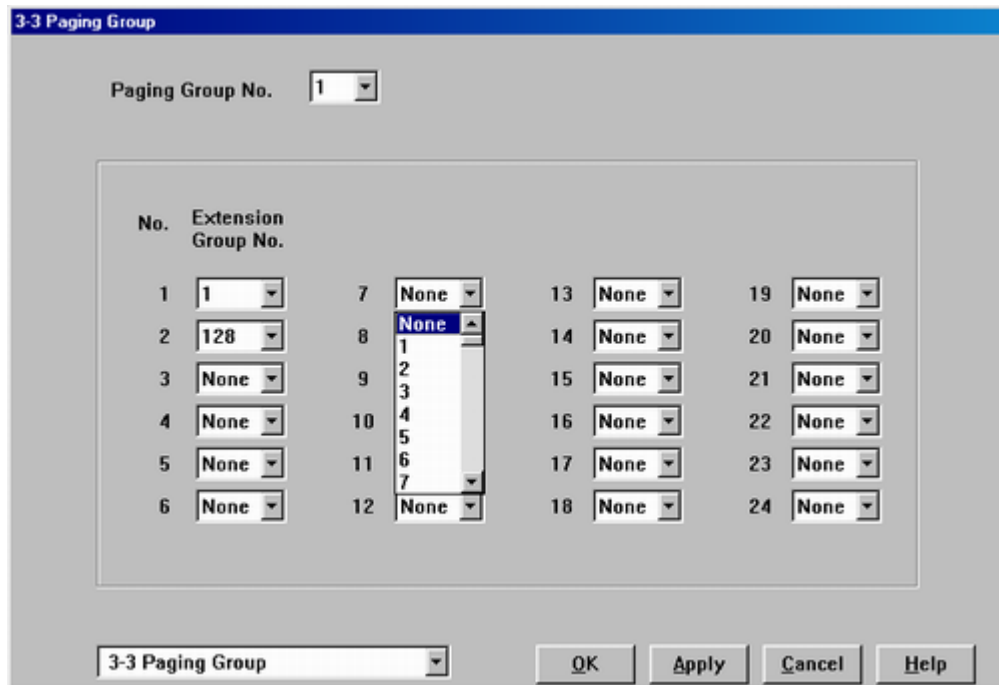 3-3 Paging Group
Paging Group No. 1
No. Extension
Group No.
1 1 7 None 13 None 19 None
2 128 8 None 14 None 20 None
1
3 None 9 2 15 None 21 None
3
4 None 10 4 16 None 22 None
5
5 None 11 6 17 None 23 None
7
6 None 12 None 18 None 24 None
3-3 Paging Group OK Apply Cancel Help